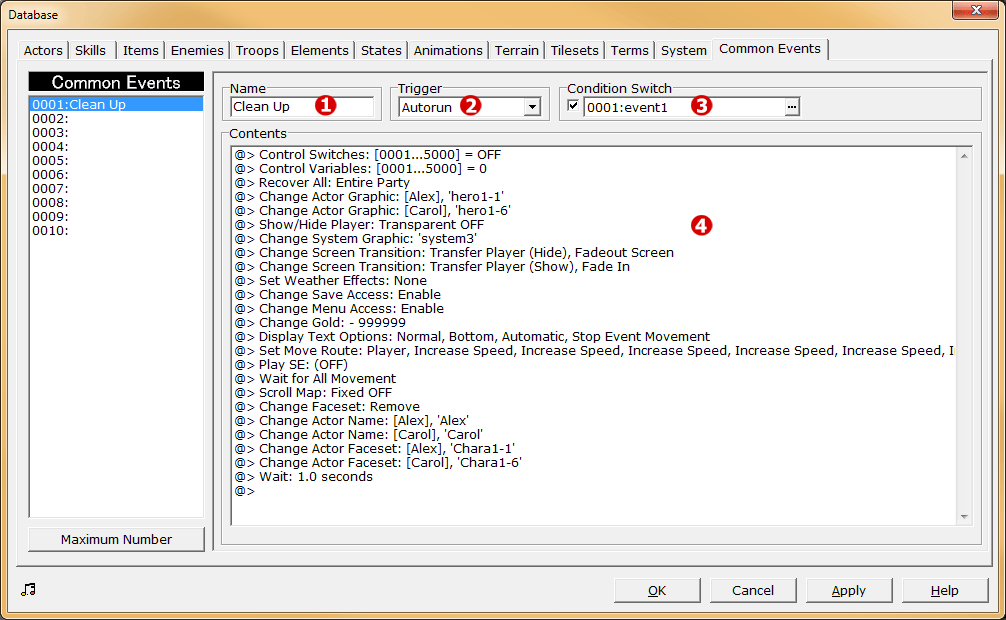 Database
Actors Skills Items Enemies Troops Elements States Animations Terrain Tilesets Terms System Common Events
Common Events
0001:Clean Up
0002:
0003:
0004:
0005:
0006:
0007:
0008:
0009:
0010:
Maximum Number
Name
Clean Up 1
Trigger
Autorun 2
Condition Switch
0001:event1 3 ...
Contents
@> Control Switches: [0001...5000] = OFF
@> Control Variables: [0001...5000] = 0
@> Recover All: Entire Party
@> Change Actor Graphic: [Alex], 'hero1-1'
@> Change Actor Graphic: [Carol], 'hero1-6'
@> Show/Hide Player: Transparent OFF
4
@> Change System Graphic: 'system3'
@> Change Screen Transition: Transfer Player (Hide), Fadeout Screen
@> Change Screen Transition: Transfer Player (Show), Fade In
@> Set Weather Effects: None
@> Change Save Access: Enable
@> Change Menu Access: Enable
@> Change Gold: - 999999
@> Display Text Options: Normal, Bottom, Automatic, Stop Event Movement
@> Set Move Route: Player, Increase Speed, Increase Speed, Increase Speed, Increase Speed, Increase Speed,
@> Play SE: (OFF)
@> Wait for All Movement
@> Scroll Map: Fixed OFF
@> Change Faceset: Remove
@> Change Actor Name: [Alex], 'Alex'
@> Change Actor Name: [Carol], 'Carol'
@> Change Actor Faceset: [Alex], 'Chara1-1'
@> Change Actor Faceset: [Carol], 'Chara1-6'
@> Wait: 1.0 seconds
@>
OK Cancel Apply Help